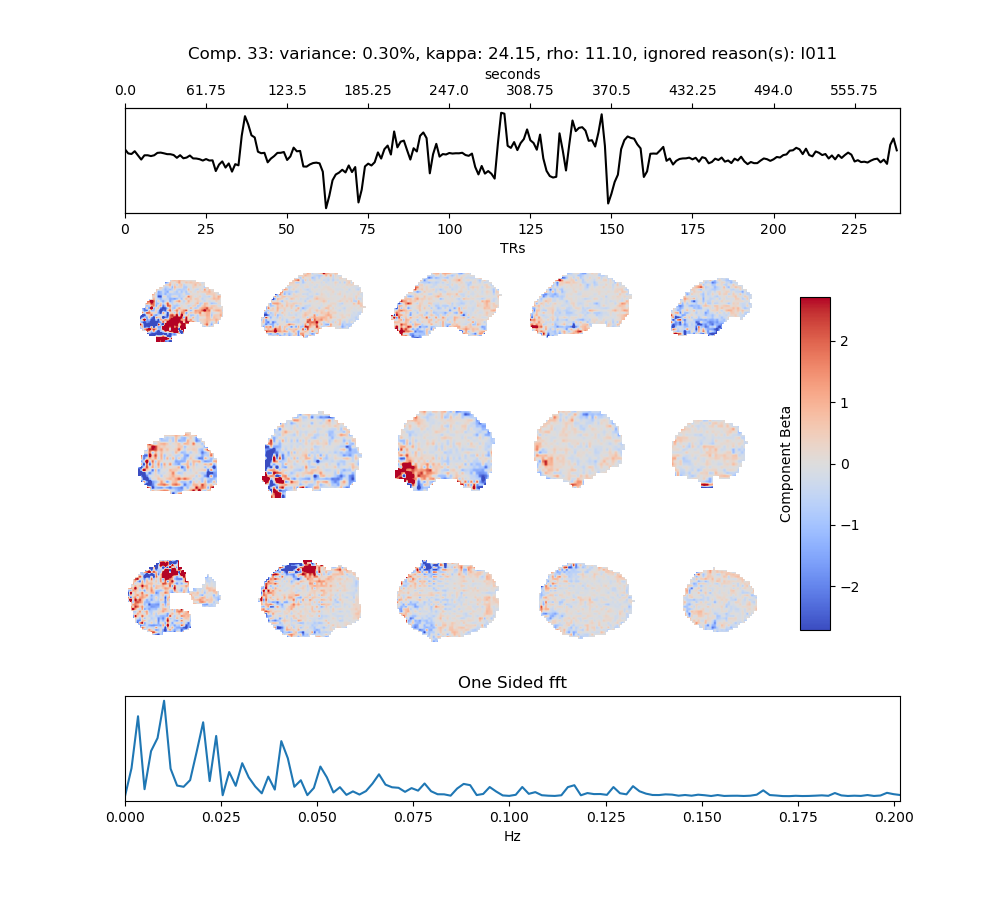 Comp. 33: variance: 0.30%, kappa: 24.15, rho: 11.10, ignored reason(s): I011
seconds
0.0 61.75 123.5 185.25 247.0 308.75 370.5 432.25 494.0 555.75
0 25 50 75 100 125 150 175 200 225
TRs
2
1
0
−1
−2
Component Beta
One Sided fft
0.000 0.025 0.050 0.075 0.100 0.125 0.150 0.175 0.200
Hz